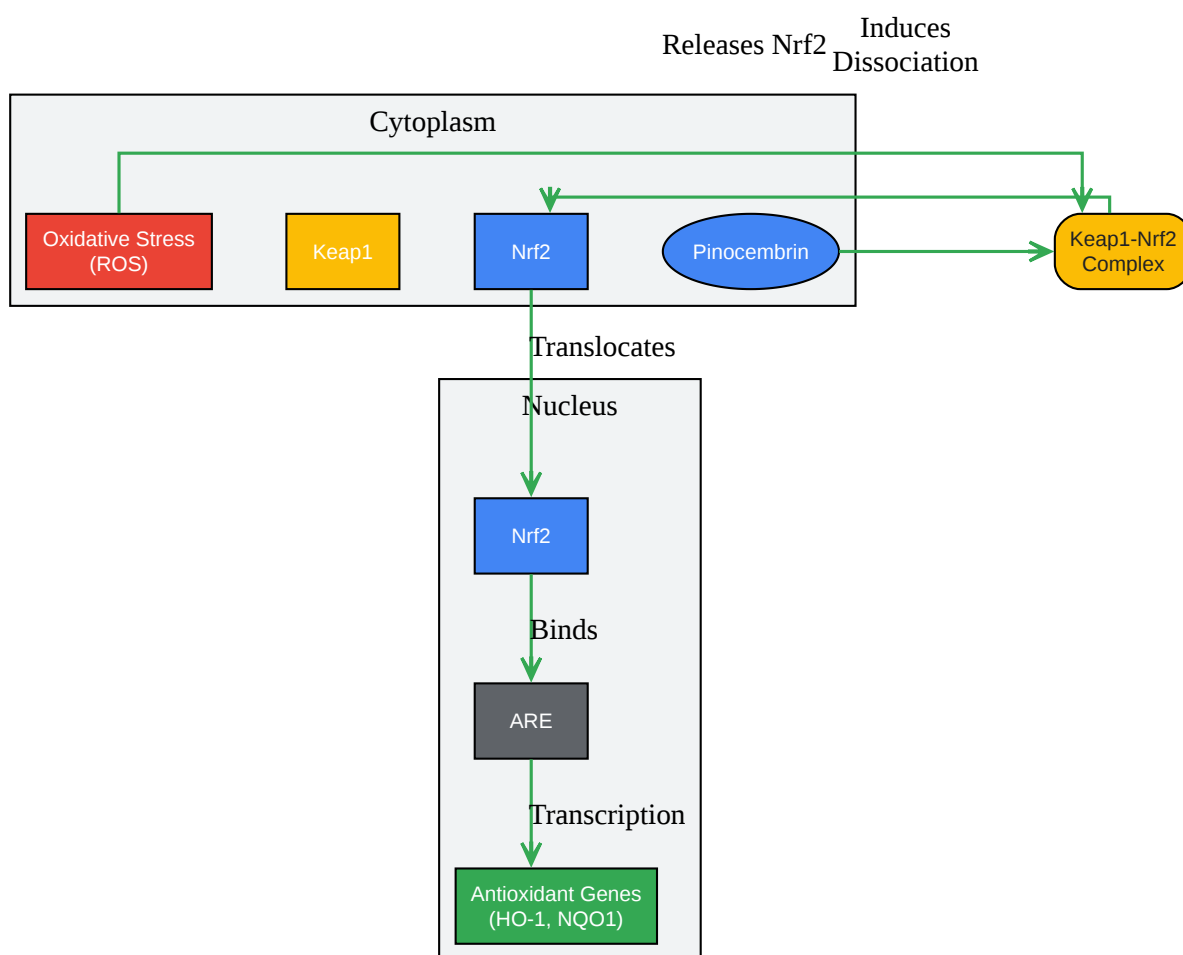 Releases Nrf2
Induces
Dissociation
Cytoplasm
Oxidative Stress
(ROS)
Keap1
Nrf2
Pinocembrin
Keap1-Nrf2
Complex
Translocates
Nucleus
Nrf2
Binds
ARE
Transcription
Antioxidant Genes
(HO-1, NQO1)